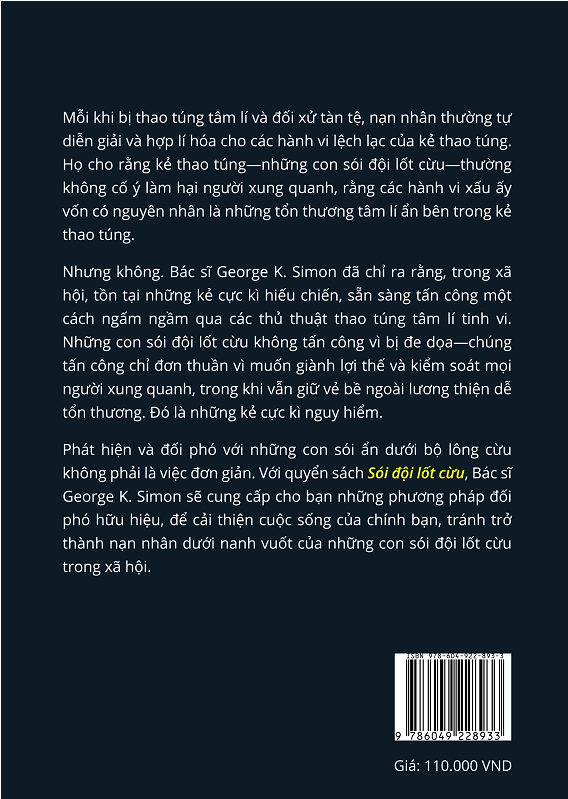 Mỗi khi bị thao túng tâm lí và đối xử tàn tệ, nạn nhân thường tự
diễn giải và hợp lí hóa cho các hành vi lệch lạc của kẻ thao túng.
Họ cho rằng kẻ thao túng—những con sói đội lốt cừu—thường
không cố ý làm hại người xung quanh, rằng các hành vi xấu ấy
vốn có nguyên nhân là những tổn thương tâm lí ẩn bên trong kẻ
thao túng.
Nhưng không. Bác sĩ George K. Simon đã chỉ ra rằng, trong xã
hội, tồn tại những kẻ cực kì hiếu chiến, sẵn sàng tấn công một
cách ngấm ngầm qua các thủ thuật thao túng tâm lí tinh vi.
Những con sói đội lốt cừu không tấn công vì bị đe dọa—chúng
tấn công chỉ đơn thuần vì muốn giành lợi thế và kiểm soát mọi
người xung quanh, trong khi vẫn giữ vẻ bề ngoài lương thiện dễ
tổn thương. Đó là những kẻ cực kì nguy hiểm.
Phát hiện và đối phó với những con sói ẩn dưới bộ lông cừu
không phải là việc đơn giản. Với quyển sách Sói đội lốt cừu, Bác sĩ
George K. Simon sẽ cung cấp cho bạn những phương pháp đối
phó hữu hiệu, để cải thiện cuộc sống của chính bạn, tránh trở
thành nạn nhân dưới nanh vuốt của những con sói đội lốt cừu
trong xã hội.
ISBN 978-604-922-893-3
9 786049 228933
Giá: 110.000 VND